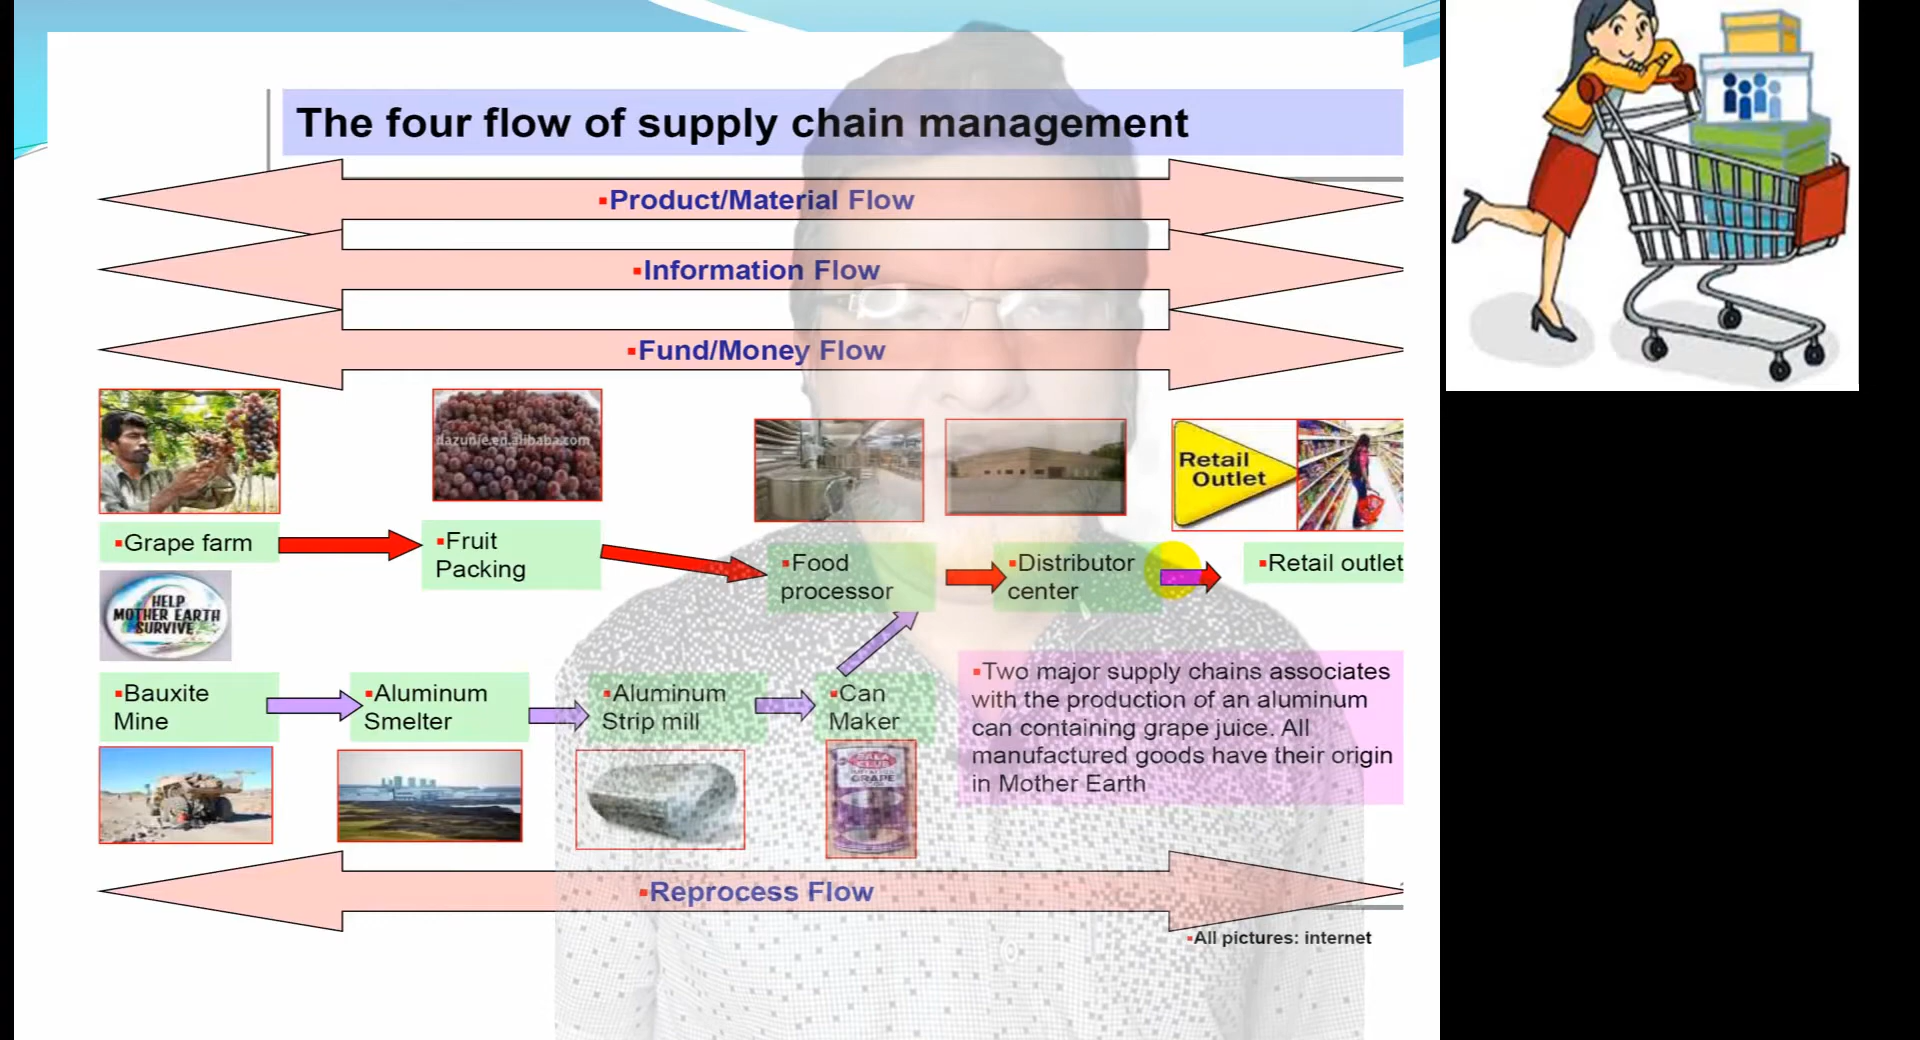 The four flow of supply chain management
▪Product/Material Flow
▪Information Flow
▪Fund/Money Flow
dazunie.en.alibaba.com
Retail
Outlet
▪Grape farm
▪Fruit
Packing
▪Food
processor
▪Distributor
center
▪Retail outlet
HELP
MOTHER EARTH
SURVIVE
▪Bauxite
Mine
▪Aluminum
Smelter
▪Aluminum
Strip mill
▪Can
Maker
GRAPE
▪Two major supply chains associates
with the production of an aluminum
can containing grape juice. All
manufactured goods have their origin
in Mother Earth
▪Reprocess Flow
▪All pictures: internet